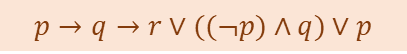 p → q → r ∨ ((¬p) ∧ q) ∨ p